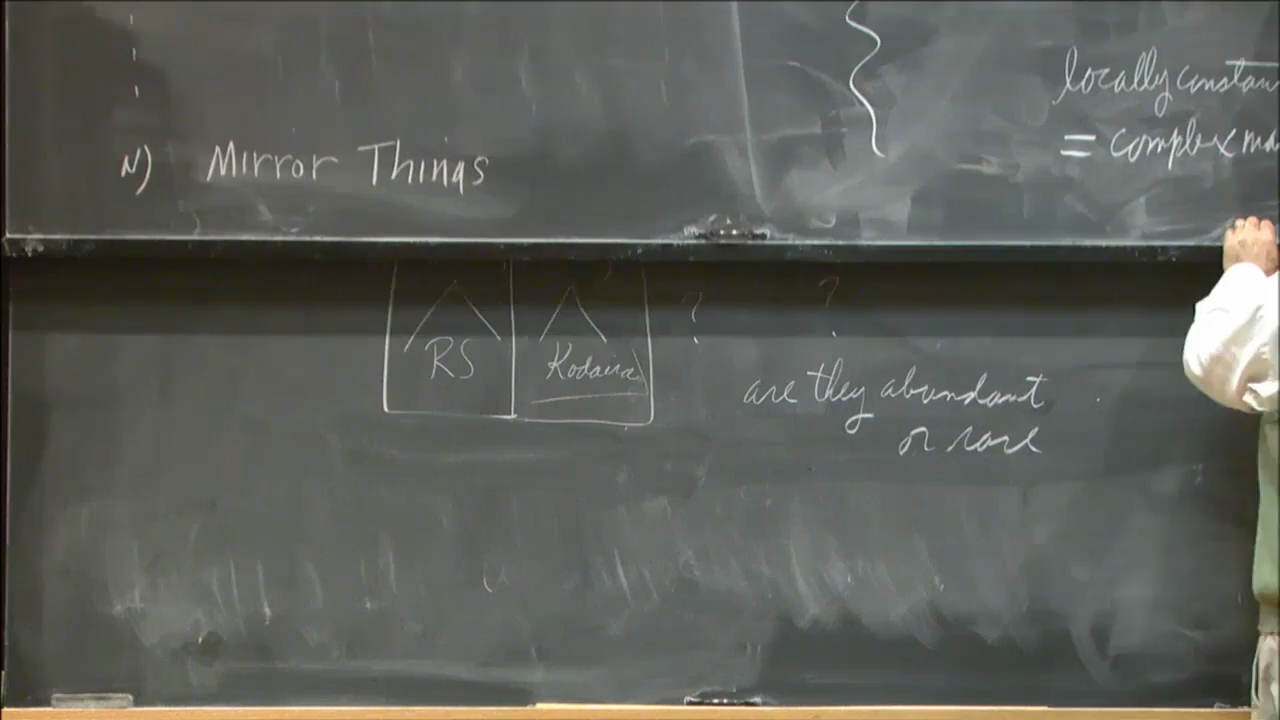 locally constan
= complex ma
N) Mirror Things
RS
Kodaira
?
?
are they abundant
or rare